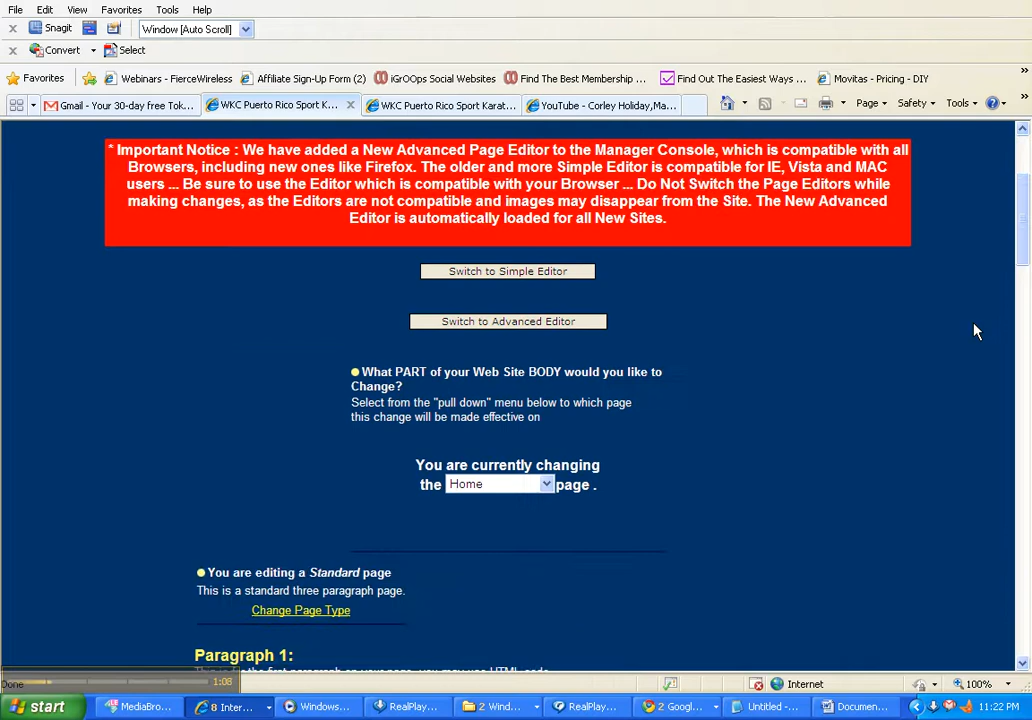 File Edit View Favorites Tools Help
Snagit Window [Auto Scroll]
Convert Select
Favorites Webinars - FierceWireless Affiliate Sign-Up Form (2) iGrOOps Social Websites Find The Best Membership ... Find Out The Easiest Ways ... Movitas - Pricing - DIY
Gmail - Your 30-day free Tok... WKC Puerto Rico Sport K... WKC Puerto Rico Sport Karat... YouTube - Corley Holiday,Ma... Page Safety Tools
* Important Notice : We have added a New Advanced Page Editor to the Manager Console, which is compatible with all
Browsers, including new ones like Firefox. The older and more Simple Editor is compatible for IE, Vista and MAC
users ... Be sure to use the Editor which is compatible with your Browser ... Do Not Switch the Page Editors while
making changes, as the Editors are not compatible and images may disappear from the Site. The New Advanced
Editor is automatically loaded for all New Sites.
Switch to Simple Editor
Switch to Advanced Editor
What PART of your Web Site BODY would you like to
Change?
Select from the "pull down" menu below to which page
this change will be made effective on
You are currently changing
the Home page .
You are editing a Standard page
This is a standard three paragraph page.
Change Page Type
Paragraph 1:
Done 1:08 Internet 100%
start MediaBro... 8 Inter... Windows... RealPlay... 2 Wind... RealPlay... 2 Googl... Untitled -... Documen... 11:22 PM